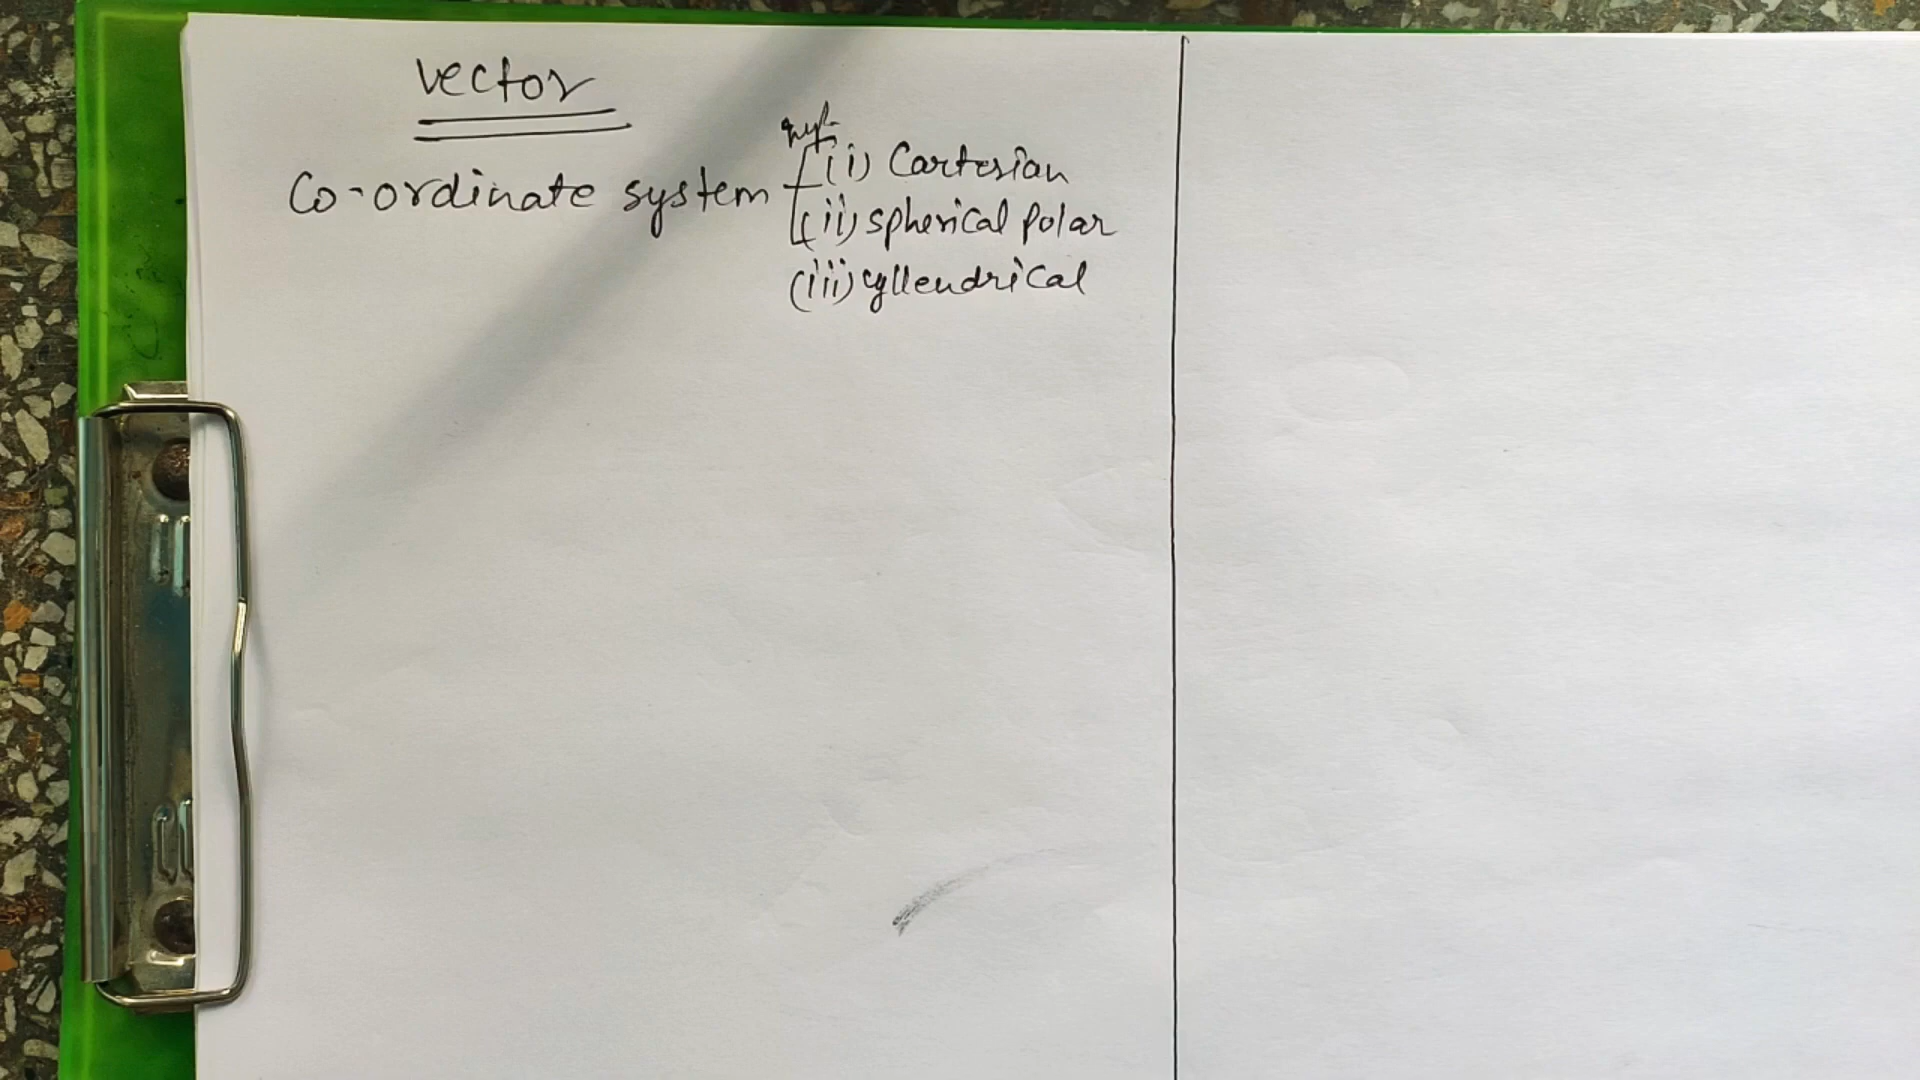 vector
Co-ordinate system
(i) Cartesian
(ii) spherical polar
(iii) cyllendrical